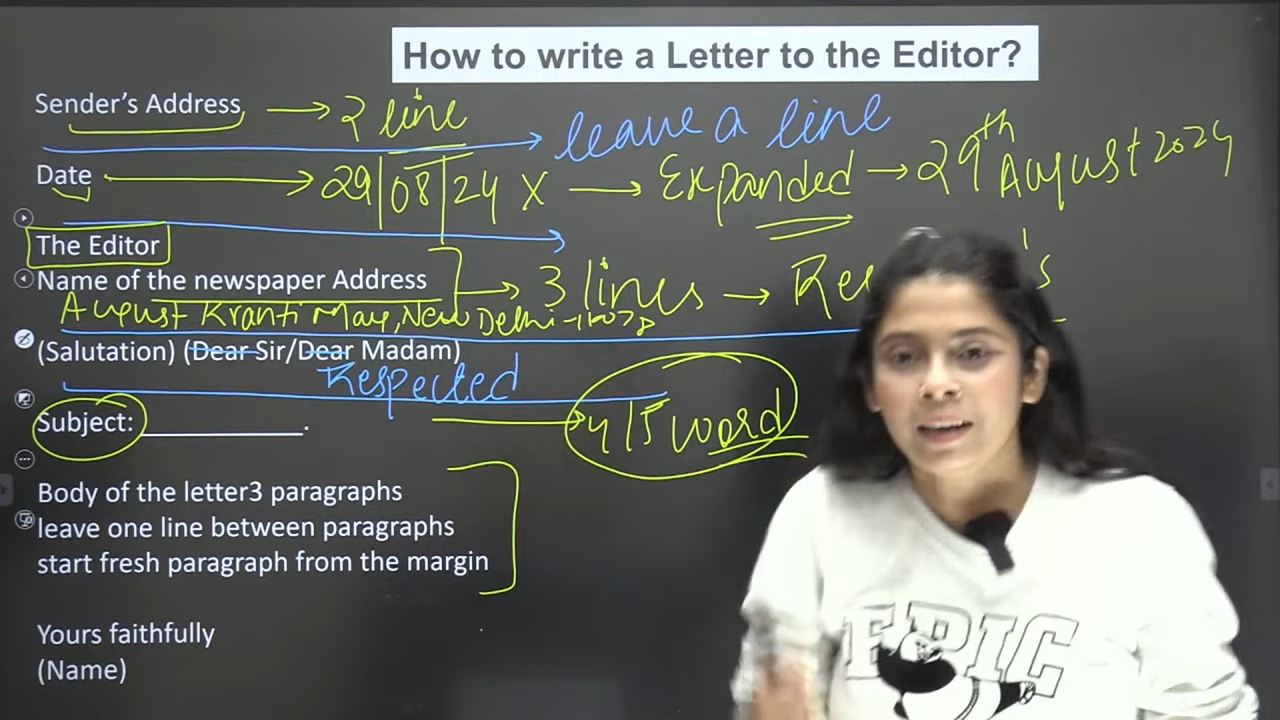 How to write a Letter to the Editor?
Sender's Address → 2 line
→ leave a line
Date → 29/08/24 X → Expanded → 29th August 2024
The Editor
Name of the newspaper Address → 3 lines →
August Kranti New Delhi
(Salutation) (Dear Sir/Dear Madam)
Respected
Subject: ____________. → 4/5 word
Body of the letter3 paragraphs
leave one line between paragraphs
start fresh paragraph from the margin
Yours faithfully
(Name)
EPIC